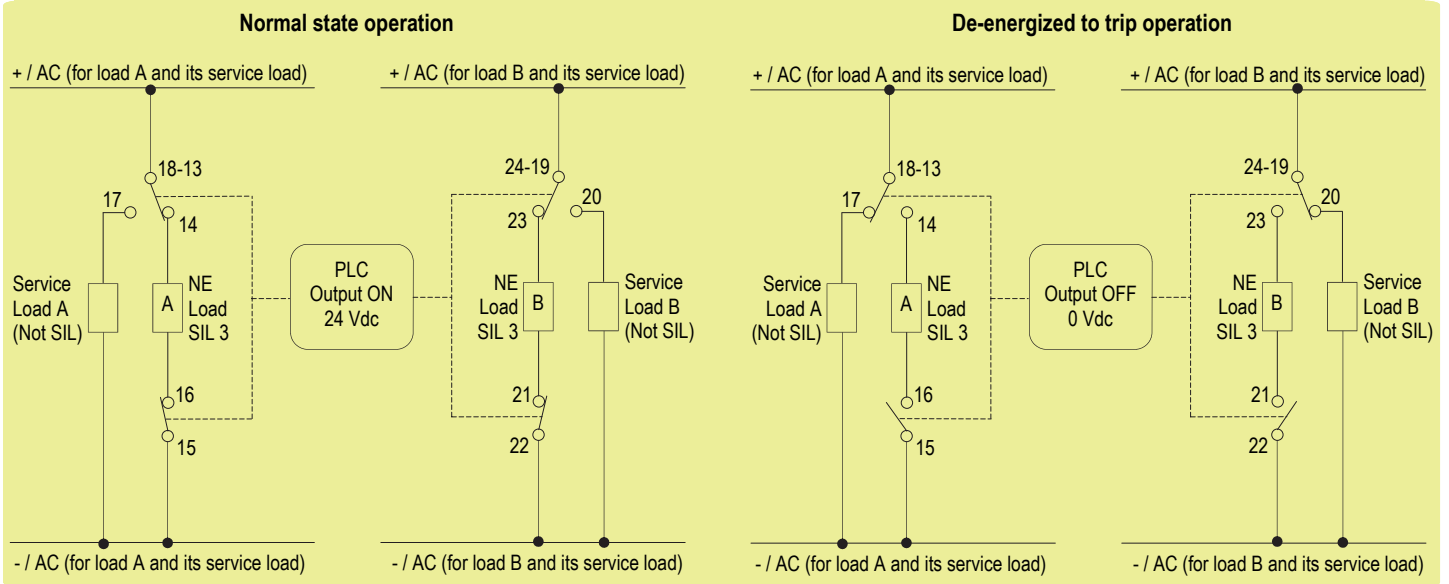 Normal state operation
De-energized to trip operation
+ / AC (for load A and its service load)
+ / AC (for load B and its service load)
+ / AC (for load A and its service load)
+ / AC (for load B and its service load)
18-13
17
14
Service
Load A
(Not SIL)
A
NE
Load
SIL 3
16
15
PLC
Output ON
24 Vdc
24-19
20
23
NE
Load
SIL 3
B
Service
Load B
(Not SIL)
21
22
18-13
17
14
Service
Load A
(Not SIL)
A
NE
Load
SIL 3
16
15
PLC
Output OFF
0 Vdc
24-19
20
23
NE
Load
SIL 3
B
Service
Load B
(Not SIL)
21
22
- / AC (for load A and its service load)
- / AC (for load B and its service load)
- / AC (for load A and its service load)
- / AC (for load B and its service load)